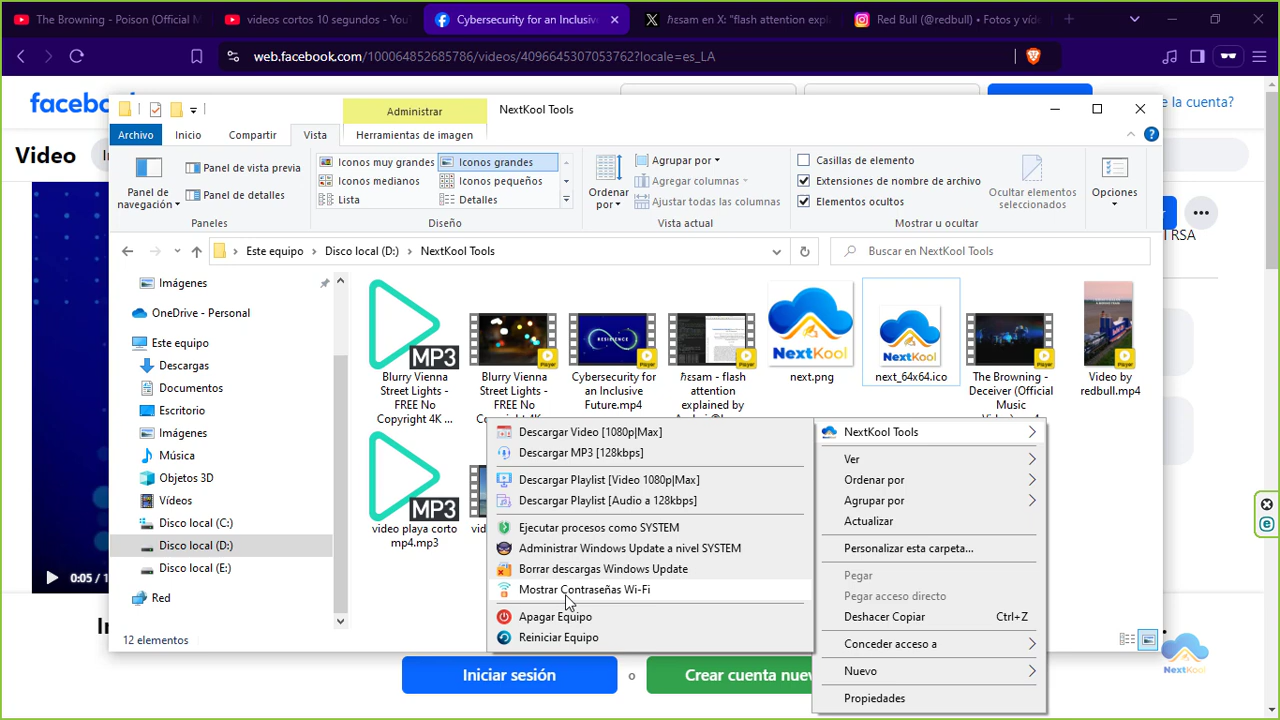 The Browning - Poison (Official M
videos cortos 10 segundos - You
Cybersecurity for an Inclusive
ℏεsam en X: "flash attention expl
Red Bull (@redbull) • Fotos y víde
web.facebook.com/100064852685786/videos/4096645307053762?locale=es_LA
facebo
e la cuenta?
Video
RSA
0:05
Iniciar sesión
o
Crear cuenta nuev
Administrar
NextKool Tools
Archivo
Inicio
Compartir
Vista
Herramientas de imagen
Panel de navegación
Panel de vista previa
Panel de detalles
Paneles
Iconos muy grandes
Iconos grandes
Iconos medianos
Iconos pequeños
Lista
Detalles
Diseño
Ordenar por
Agrupar por
Agregar columnas
Ajustar todas las columnas
Vista actual
Casillas de elemento
Extensiones de nombre de archivo
Elementos ocultos
Ocultar elementos seleccionados
Mostrar u ocultar
Opciones
Este equipo
Disco local (D:)
NextKool Tools
Buscar en NextKool Tools
Imágenes
OneDrive - Personal
Este equipo
Descargas
Documentos
Escritorio
Imágenes
Música
Objetos 3D
Vídeos
Disco local (C:)
Disco local (D:)
Disco local (E:)
Red
12 elementos
MP3
Blurry Vienna
Street Lights -
FREE No
Copyright 4K ...
Player
Blurry Vienna
Street Lights -
FREE No
RESIDENCE
Player
Cybersecurity for
an Inclusive
Future.mp4
Player
ℏεsam - flash
attention
explained by
NextKool
next.png
NextKool
next_64x64.ico
Player
The Browning -
Deceiver (Official
Music
Player
Video by
redbull.mp4
MP3
video playa corto
mp4.mp3
Descargar Video [1080p|Max]
Descargar MP3 [128kbps]
Descargar Playlist [Video 1080p|Max]
Descargar Playlist [Audio a 128kbps]
Ejecutar procesos como SYSTEM
Administrar Windows Update a nivel SYSTEM
Borrar descargas Windows Update
Mostrar Contraseñas Wi-Fi
Apagar Equipo
Reiniciar Equipo
NextKool Tools
Ver
Ordenar por
Agrupar por
Actualizar
Personalizar esta carpeta...
Pegar
Pegar acceso directo
Deshacer Copiar Ctrl+Z
Conceder acceso a
Nuevo
Propiedades
NextKool